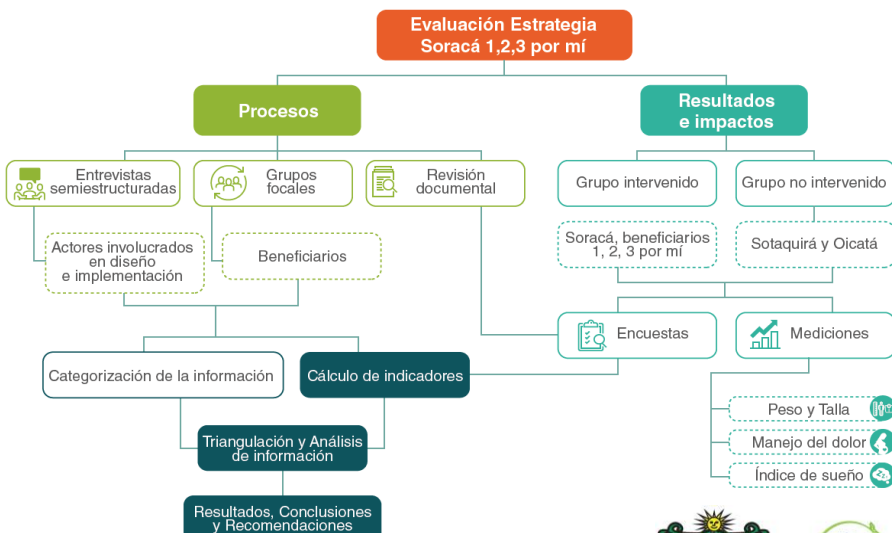 Evaluación Estrategia
Soracá 1,2,3 por mí
Procesos
Resultados
e impactos
Entrevistas
semiestructuradas
Grupos
focales
Revisión
documental
Grupo intervenido
Grupo no intervenido
Actores involucrados
en diseño
e implementación
Beneficiarios
Soracá, beneficiarios
1, 2, 3 por mí
Sotaquirá y Oicatá
Encuestas
Mediciones
Categorización de la información
Cálculo de indicadores
Peso y Talla
Manejo del dolor
Índice de sueño
Triangulación y Análisis
de información
Resultados, Conclusiones
y Recomendaciones